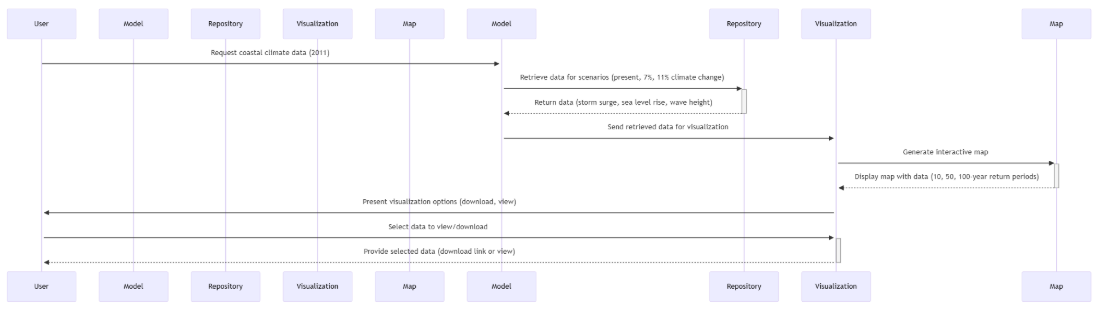 User Model Repository Visualization Map Model Repository Visualization Map
Request coastal climate data (2011)
Retrieve data for scenarios (present, 7%, 11% climate change)
Return data (storm surge, sea level rise, wave height)
Send retrieved data for visualization
Generate interactive map
Display map with data (10, 50, 100-year return periods)
Present visualization options (download, view)
Select data to view/download
Provide selected data (download link or view)
User Model Repository Visualization Map Model Repository Visualization Map